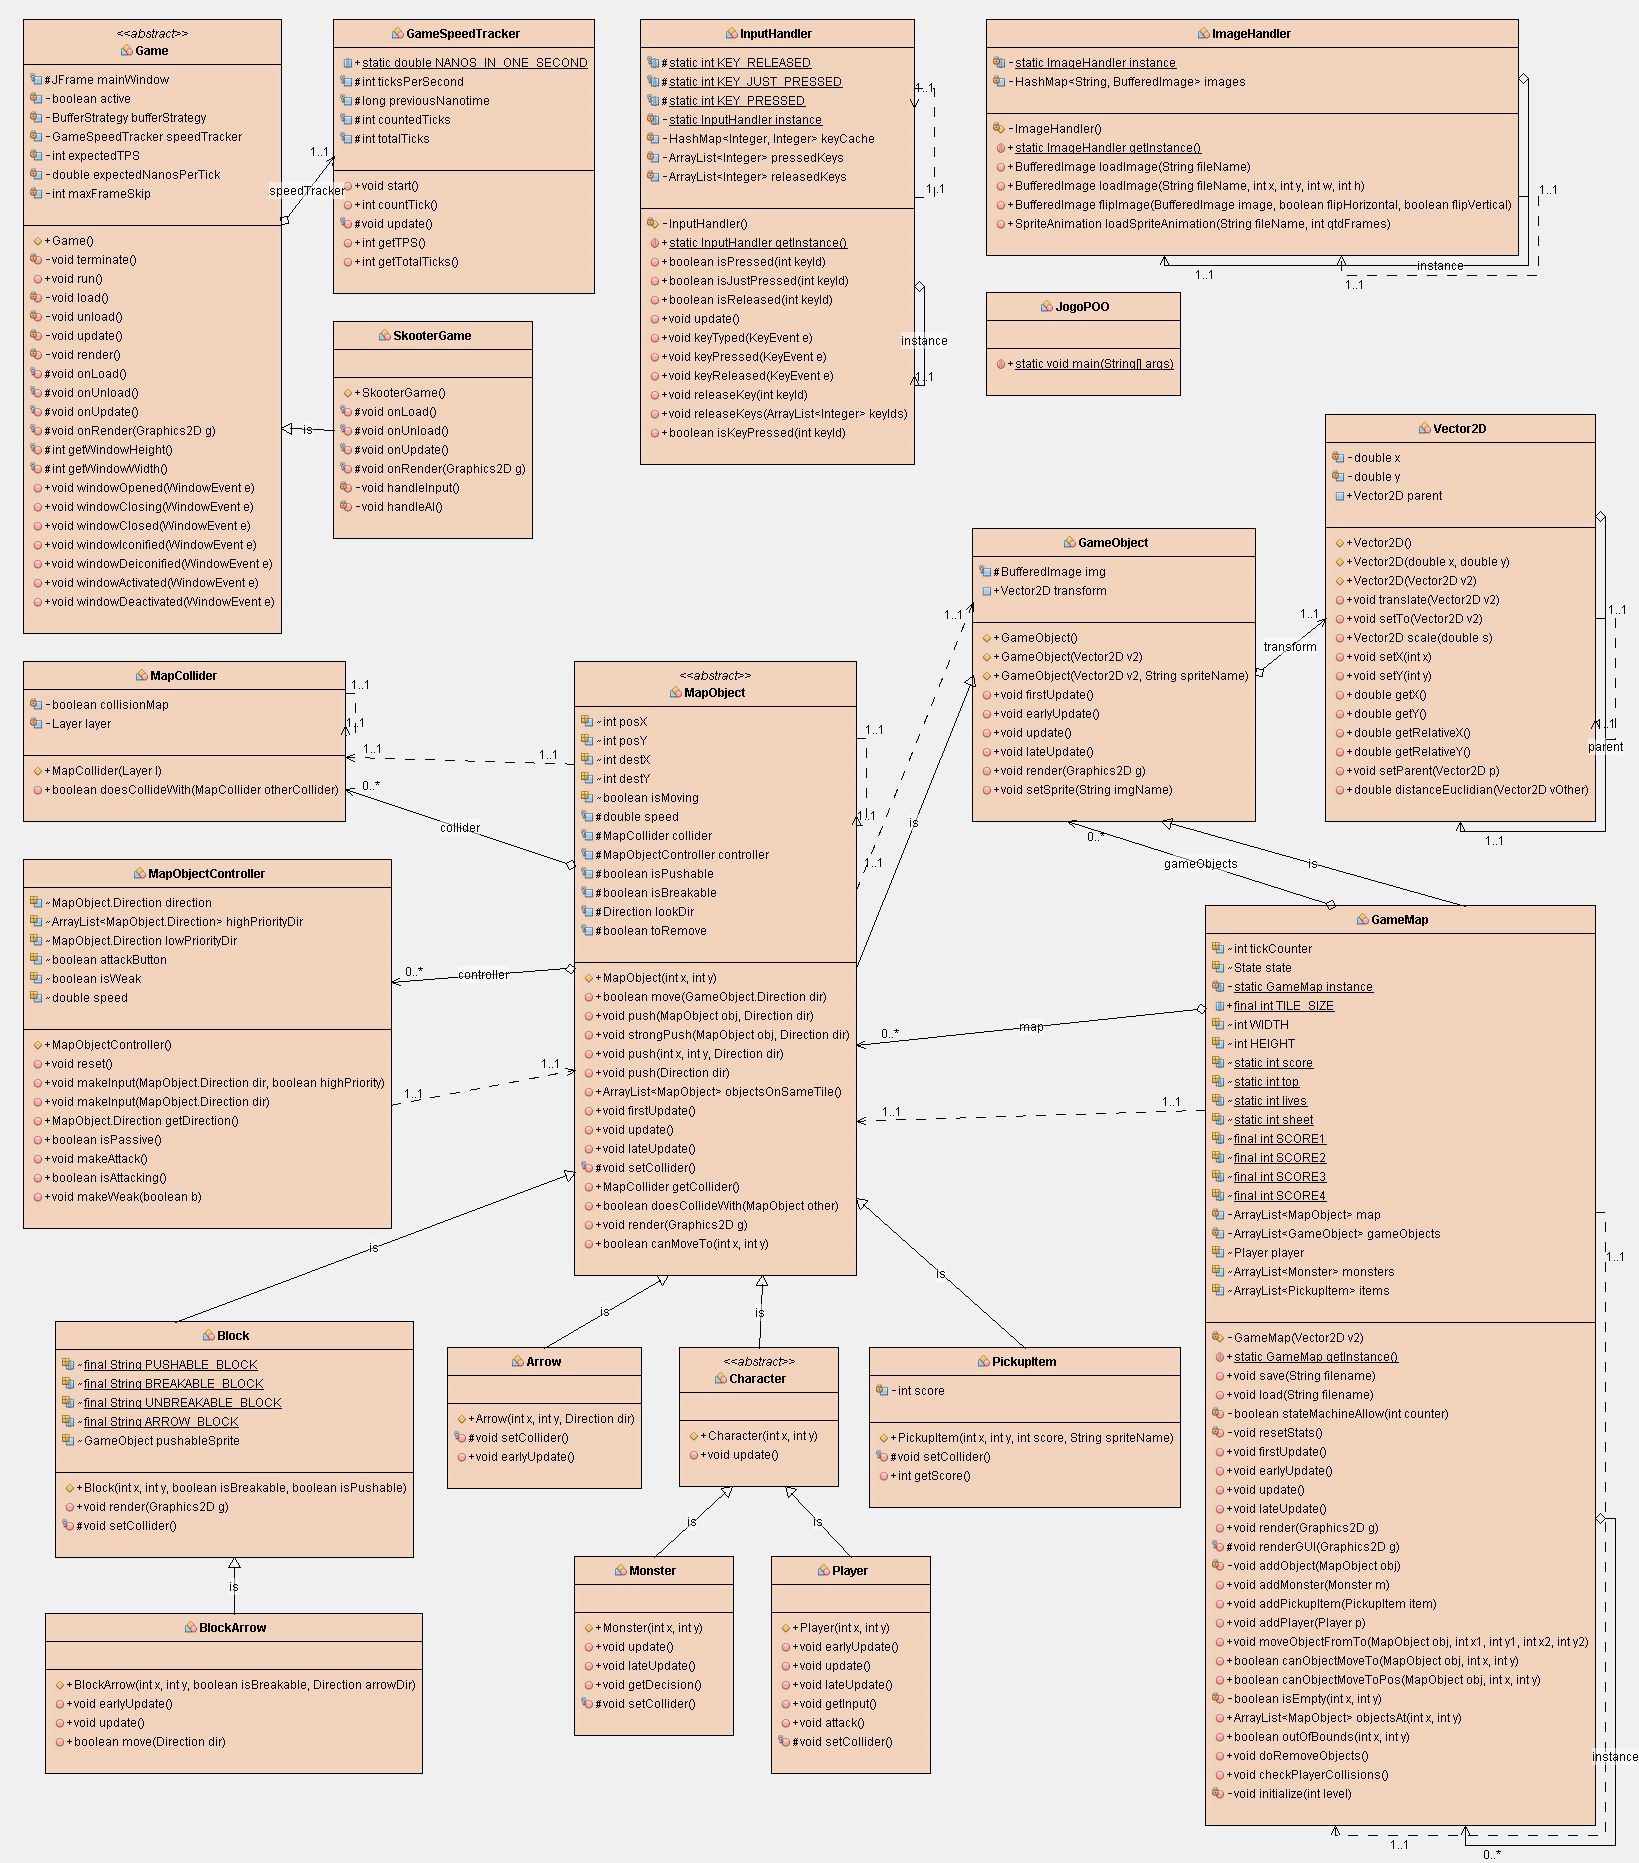 <<abstract>>
Game
#JFrame mainWindow
-boolean active
-BufferStrategy bufferStrategy
-GameSpeedTracker speedTracker
-int expectedTPS
-double expectedNanosPerTick
-int maxFrameSkip
+Game()
-void terminate()
+void run()
-void load()
-void unload()
-void update()
-void render()
#void onLoad()
#void onUnload()
#void onUpdate()
#void onRender(Graphics2D g)
#int getWindowHeight()
#int getWindowWidth()
+void windowOpened(WindowEvent e)
+void windowClosing(WindowEvent e)
+void windowClosed(WindowEvent e)
+void windowIconified(WindowEvent e)
+void windowDeiconified(WindowEvent e)
+void windowActivated(WindowEvent e)
+void windowDeactivated(WindowEvent e)
1..1
speedTracker
is
GameSpeedTracker
+static double NANOS_IN_ONE_SECOND
#int ticksPerSecond
#long previousNanotime
#int countedTicks
#int totalTicks
+void start()
+int countTick()
#void update()
+int getTPS()
+int getTotalTicks()
SkooterGame
+SkooterGame()
#void onLoad()
#void onUnload()
#void onUpdate()
#void onRender(Graphics2D g)
-void handleInput()
-void handleAI()
InputHandler
#static int KEY_RELEASED
#static int KEY_JUST_PRESSED
#static int KEY_PRESSED
-static InputHandler instance
-HashMap<Integer, Integer> keyCache
-ArrayList<Integer> pressedKeys
-ArrayList<Integer> releasedKeys
-InputHandler()
+static InputHandler getInstance()
+boolean isPressed(int keyId)
+boolean isJustPressed(int keyId)
+boolean isReleased(int keyId)
+void update()
+void keyTyped(KeyEvent e)
+void keyPressed(KeyEvent e)
+void keyReleased(KeyEvent e)
+void releaseKey(int keyId)
+void releaseKeys(ArrayList<Integer> keyIds)
+boolean isKeyPressed(int keyId)
1..1
1..1
instance
1..1
ImageHandler
-static ImageHandler instance
-HashMap<String, BufferedImage> images
-ImageHandler()
+static ImageHandler getInstance()
+BufferedImage loadImage(String fileName)
+BufferedImage loadImage(String fileName, int x, int y, int w, int h)
+BufferedImage flipImage(BufferedImage image, boolean flipHorizontal, boolean flipVertical)
+SpriteAnimation loadSpriteAnimation(String fileName, int qtdFrames)
1..1
instance
1..1
1..1
JogoPOO
+static void main(String[] args)
Vector2D
-double x
-double y
+Vector2D parent
+Vector2D()
+Vector2D(double x, double y)
+Vector2D(Vector2D v2)
+void translate(Vector2D v2)
+void setTo(Vector2D v2)
+Vector2D scale(double s)
+void setX(int x)
+void setY(int y)
+double getX()
+double getY()
+double getRelativeX()
+double getRelativeY()
+void setParent(Vector2D p)
+double distanceEuclidian(Vector2D vOther)
1..1
1..1
parent
1..1
GameObject
#BufferedImage img
+Vector2D transform
+GameObject()
+GameObject(Vector2D v2)
+GameObject(Vector2D v2, String spriteName)
+void firstUpdate()
+void earlyUpdate()
+void update()
+void lateUpdate()
+void render(Graphics2D g)
+void setSprite(String imgName)
1..1
1..1
transform
0..*
gameObjects
is
MapCollider
-boolean collisionMap
-Layer layer
+MapCollider(Layer l)
+boolean doesCollideWith(MapCollider otherCollider)
1..1
1..1
1..1
1..1
0..*
collider
MapObjectController
~MapObject.Direction direction
~ArrayList<MapObject.Direction> highPriorityDir
~MapObject.Direction lowPriorityDir
~boolean attackButton
~boolean isWeak
~double speed
+MapObjectController()
+void reset()
+void makeInput(MapObject.Direction dir, boolean highPriority)
+void makeInput(MapObject.Direction dir)
+MapObject.Direction getDirection()
+boolean isPassive()
+void makeAttack()
+boolean isAttacking()
+void makeWeak(boolean b)
0..*
controller
1..1
1..1
<<abstract>>
MapObject
~int posX
~int posY
~int destX
~int destY
~boolean isMoving
#double speed
#MapCollider collider
#MapObjectController controller
#boolean isPushable
#boolean isBreakable
#Direction lookDir
#boolean toRemove
+MapObject(int x, int y)
+boolean move(GameObject.Direction dir)
+void push(MapObject obj, Direction dir)
+void strongPush(MapObject obj, Direction dir)
+void push(int x, int y, Direction dir)
+void push(Direction dir)
+ArrayList<MapObject> objectsOnSameTile()
+void firstUpdate()
+void update()
+void lateUpdate()
#void setCollider()
+MapCollider getCollider()
+boolean doesCollideWith(MapObject other)
+void render(Graphics2D g)
+boolean canMoveTo(int x, int y)
1..1
1..1
1..1
is
0..*
map
1..1
1..1
GameMap
~int tickCounter
~State state
-static GameMap instance
+final int TILE_SIZE
~int WIDTH
~int HEIGHT
~static int score
~static int top
~static int lives
~static int sheet
~final int SCORE1
~final int SCORE2
~final int SCORE3
~final int SCORE4
-ArrayList<MapObject> map
-ArrayList<GameObject> gameObjects
~Player player
~ArrayList<Monster> monsters
~ArrayList<PickupItem> items
-GameMap(Vector2D v2)
+static GameMap getInstance()
+void save(String filename)
+void load(String filename)
-boolean stateMachineAllow(int counter)
-void resetStats()
+void firstUpdate()
+void earlyUpdate()
+void update()
+void lateUpdate()
+void render(Graphics2D g)
#void renderGUI(Graphics2D g)
-void addObject(MapObject obj)
+void addMonster(Monster m)
+void addPickupItem(PickupItem item)
+void addPlayer(Player p)
+void moveObjectFromTo(MapObject obj, int x1, int y1, int x2, int y2)
+boolean canObjectMoveTo(MapObject obj, int x, int y)
+boolean canObjectMoveToPos(MapObject obj, int x, int y)
-boolean isEmpty(int x, int y)
+ArrayList<MapObject> objectsAt(int x, int y)
+boolean outOfBounds(int x, int y)
+void doRemoveObjects()
+void checkPlayerCollisions()
-void initialize(int level)
1..1
instance
1..1
0..*
is
is
is
is
Block
~final String PUSHABLE_BLOCK
~final String BREAKABLE_BLOCK
~final String UNBREAKABLE_BLOCK
~final String ARROW_BLOCK
~GameObject pushableSprite
+Block(int x, int y, boolean isBreakable, boolean isPushable)
+void render(Graphics2D g)
#void setCollider()
is
BlockArrow
+BlockArrow(int x, int y, boolean isBreakable, Direction arrowDir)
+void earlyUpdate()
+void update()
+boolean move(Direction dir)
Arrow
+Arrow(int x, int y, Direction dir)
#void setCollider()
+void earlyUpdate()
<<abstract>>
Character
+Character(int x, int y)
+void update()
is
is
PickupItem
-int score
+PickupItem(int x, int y, int score, String spriteName)
#void setCollider()
+int getScore()
Monster
+Monster(int x, int y)
+void update()
+void lateUpdate()
+void getDecision()
#void setCollider()
Player
+Player(int x, int y)
+void earlyUpdate()
+void update()
+void lateUpdate()
+void getInput()
+void attack()
#void setCollider()